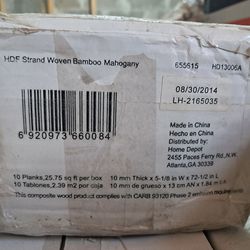 HDF Strand Woven Bamboo Mahogany 655615 HD13006A
08/30/2014
LH-2165035
6 920973 660084
Made in China
Hecho en China
Distributed by:
Home Depot
2455 Paces Ferry Rd., N.W.
Atlanta, GA 30339
10 Planks, 25.75 sq ft per box 10 mm Thick x 5-1/8 in W x 72-1/2 in L
10 Tablones, 2.39 m2 por caja 10 mm de grueso x 13 cm AN x 1.84 m L
This composite wood product complies with CARB 93120 Phase 2